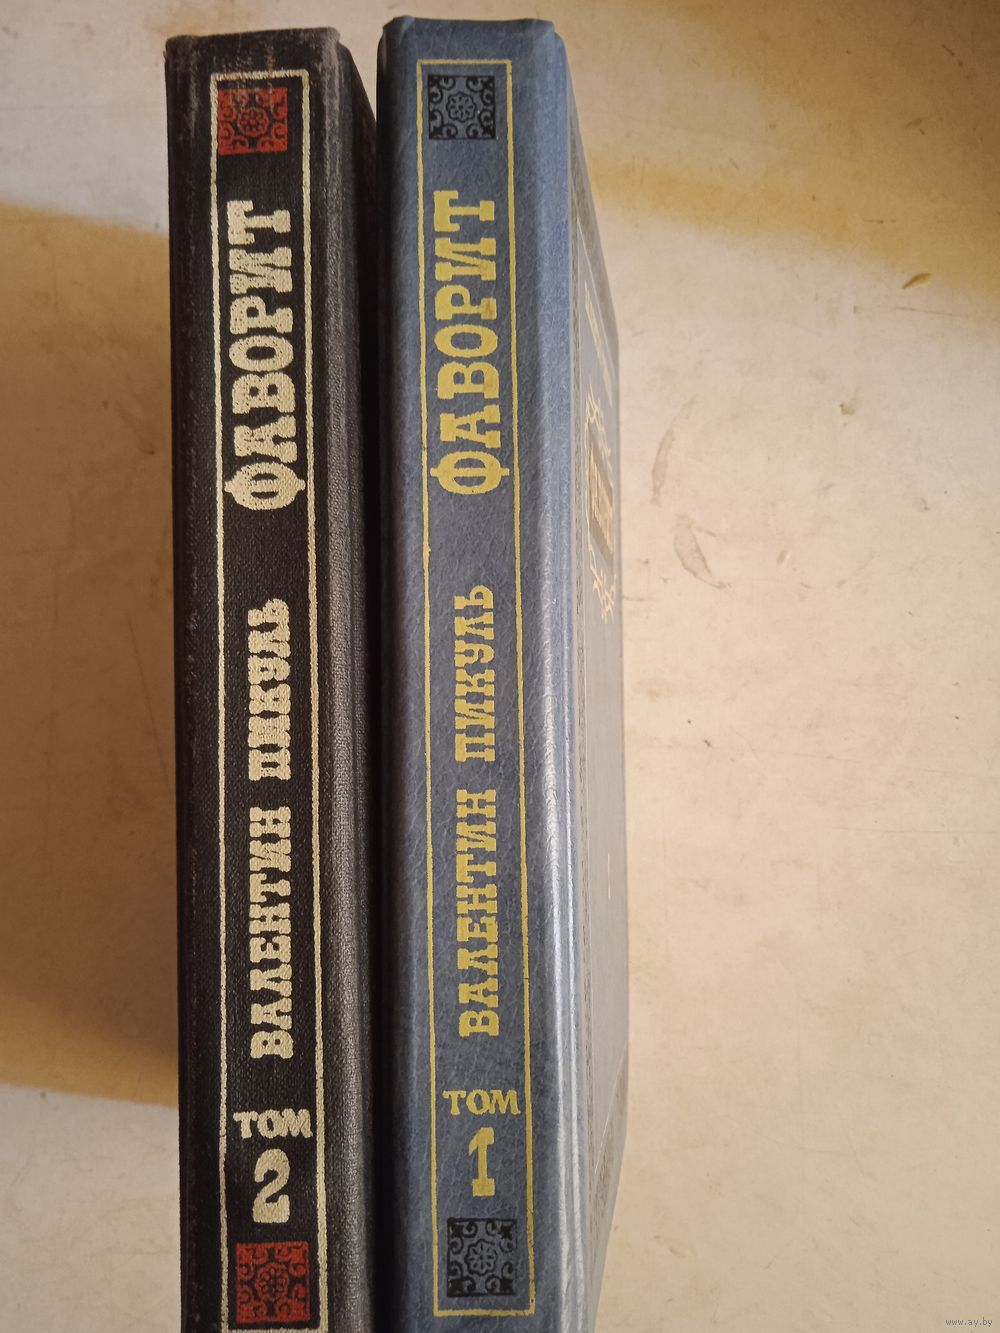 ФАВОРИТ
ВАЛЕНТИН ПИКУЛЬ
ТОМ
2
ФАВОРИТ
ВАЛЕНТИН ПИКУЛЬ
ТОМ
1
www.ay.by